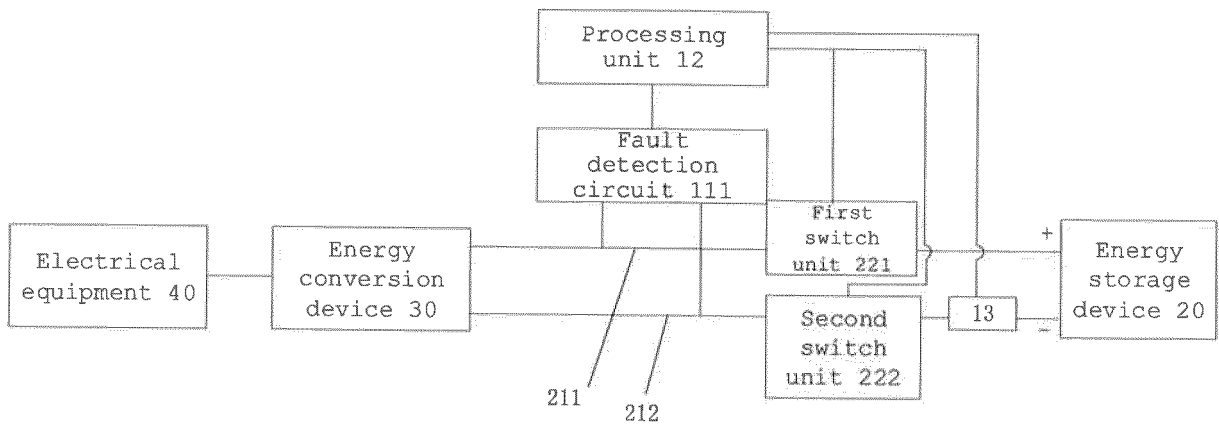 Processing
unit 12
Fault
detection
circuit 111
First
switch
unit 221
+
Electrical
equipment 40
Energy
conversion
device 30
Energy
storage
device 20
13
−
Second
switch
unit 222
211
212